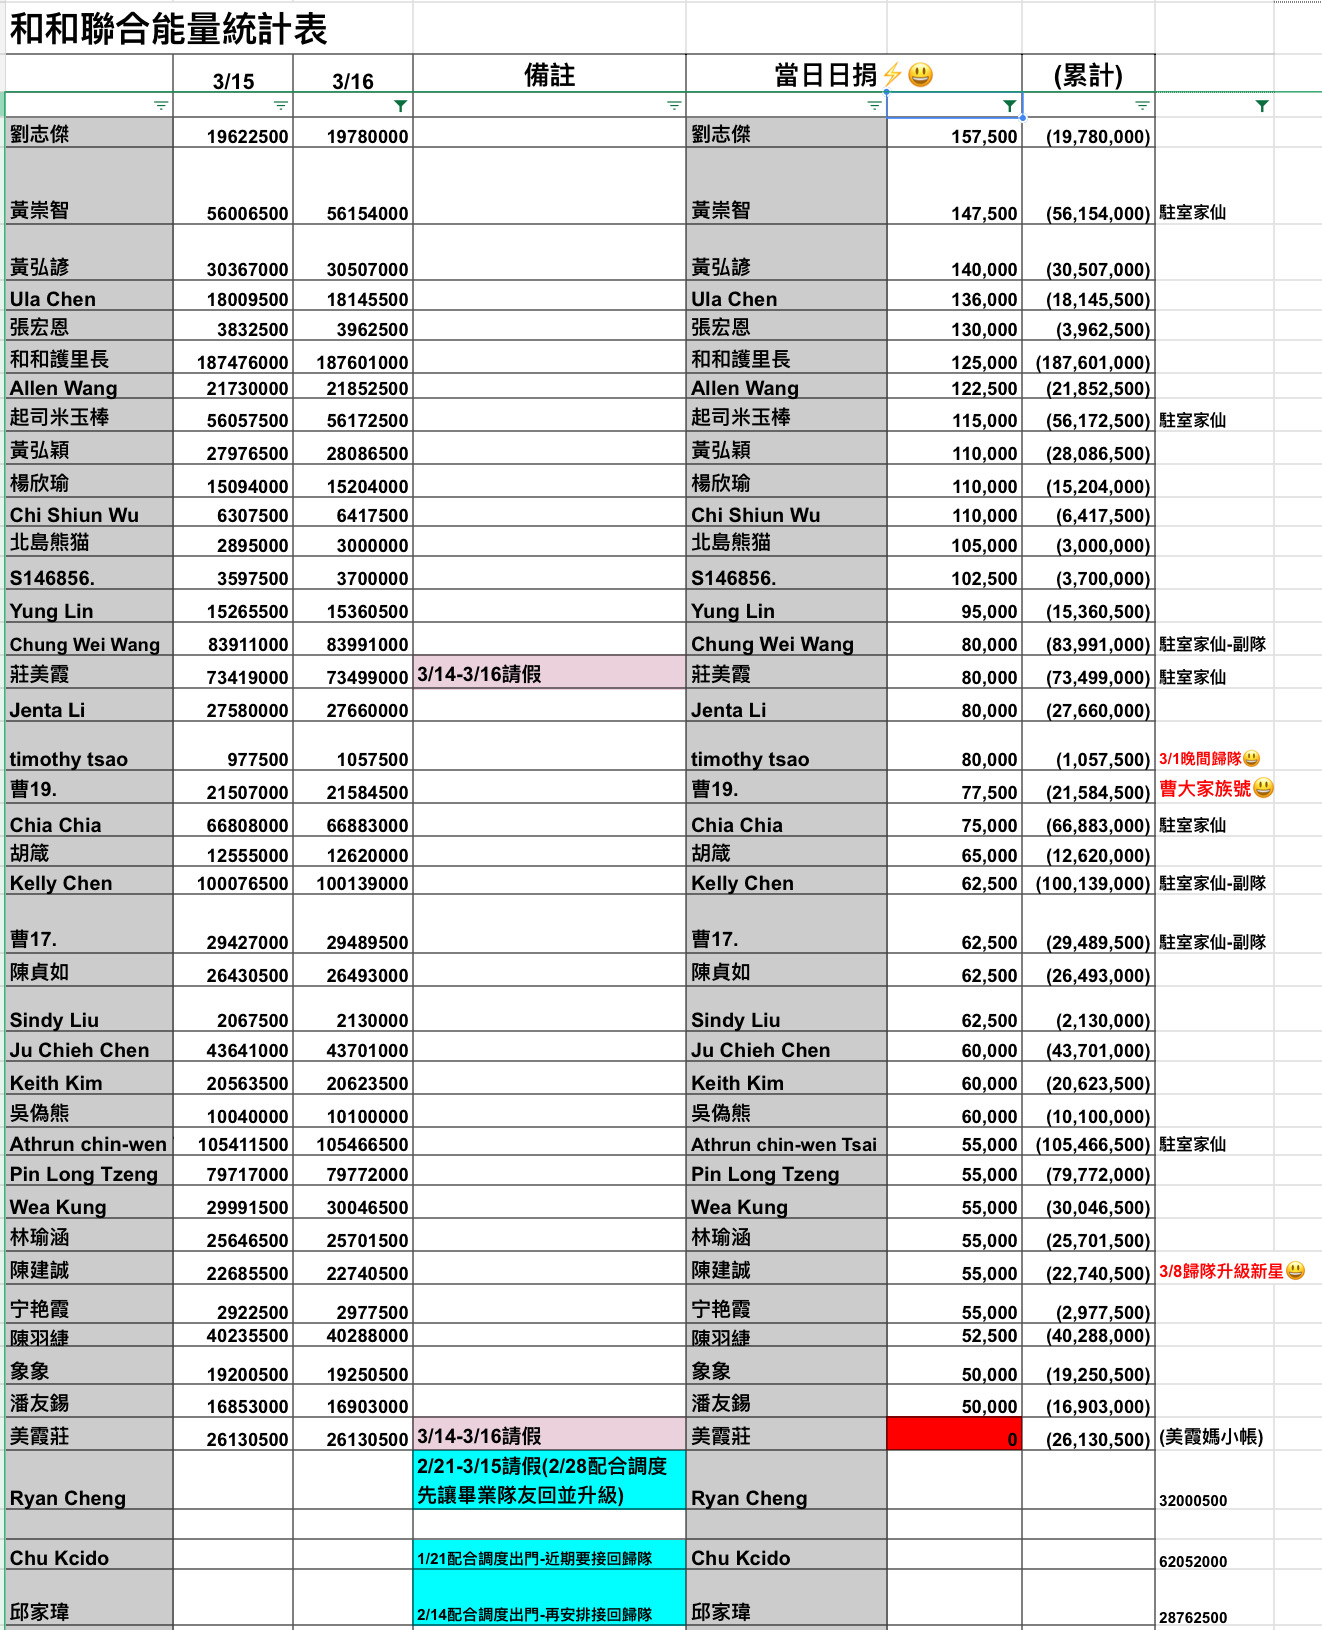 和和聯合能量統計表
3/15 3/16 備註 當日日捐⚡😃 (累計)
劉志傑 19622500 19780000 劉志傑 157,500 (19,780,000)
黃崇智 56006500 56154000 黃崇智 147,500 (56,154,000) 駐室家仙
黃弘諺 30367000 30507000 黃弘諺 140,000 (30,507,000)
Ula Chen 18009500 18145500 Ula Chen 136,000 (18,145,500)
張宏恩 3832500 3962500 張宏恩 130,000 (3,962,500)
和和護里長 187476000 187601000 和和護里長 125,000 (187,601,000)
Allen Wang 21730000 21852500 Allen Wang 122,500 (21,852,500)
起司米玉棒 56057500 56172500 起司米玉棒 115,000 (56,172,500) 駐室家仙
黃弘穎 27976500 28086500 黃弘穎 110,000 (28,086,500)
楊欣瑜 15094000 15204000 楊欣瑜 110,000 (15,204,000)
Chi Shiun Wu 6307500 6417500 Chi Shiun Wu 110,000 (6,417,500)
北島熊猫 2895000 3000000 北島熊猫 105,000 (3,000,000)
S146856. 3597500 3700000 S146856. 102,500 (3,700,000)
Yung Lin 15265500 15360500 Yung Lin 95,000 (15,360,500)
Chung Wei Wang 83911000 83991000 Chung Wei Wang 80,000 (83,991,000) 駐室家仙-副隊
莊美霞 73419000 73499000 3/14-3/16請假 莊美霞 80,000 (73,499,000) 駐室家仙
Jenta Li 27580000 27660000 Jenta Li 80,000 (27,660,000)
timothy tsao 977500 1057500 timothy tsao 80,000 (1,057,500) 3/1晚間歸隊😃
曹19. 21507000 21584500 曹19. 77,500 (21,584,500) 曹大家族號😃
Chia Chia 66808000 66883000 Chia Chia 75,000 (66,883,000) 駐室家仙
胡箴 12555000 12620000 胡箴 65,000 (12,620,000)
Kelly Chen 100076500 100139000 Kelly Chen 62,500 (100,139,000) 駐室家仙-副隊
曹17. 29427000 29489500 曹17. 62,500 (29,489,500) 駐室家仙-副隊
陳貞如 26430500 26493000 陳貞如 62,500 (26,493,000)
Sindy Liu 2067500 2130000 Sindy Liu 62,500 (2,130,000)
Ju Chieh Chen 43641000 43701000 Ju Chieh Chen 60,000 (43,701,000)
Keith Kim 20563500 20623500 Keith Kim 60,000 (20,623,500)
吳偽熊 10040000 10100000 吳偽熊 60,000 (10,100,000)
Athrun chin-wen 105411500 105466500 Athrun chin-wen Tsai 55,000 (105,466,500) 駐室家仙
Pin Long Tzeng 79717000 79772000 Pin Long Tzeng 55,000 (79,772,000)
Wea Kung 29991500 30046500 Wea Kung 55,000 (30,046,500)
林瑜涵 25646500 25701500 林瑜涵 55,000 (25,701,500)
陳建誠 22685500 22740500 陳建誠 55,000 (22,740,500) 3/8歸隊升級新星😃
宁艳霞 2922500 2977500 宁艳霞 55,000 (2,977,500)
陳羽緁 40235500 40288000 陳羽緁 52,500 (40,288,000)
象象 19200500 19250500 象象 50,000 (19,250,500)
潘友錫 16853000 16903000 潘友錫 50,000 (16,903,000)
美霞莊 26130500 26130500 3/14-3/16請假 美霞莊 0 (26,130,500) (美霞媽小帳)
2/21-3/15請假(2/28配合調度
先讓畢業隊友回並升級)
Ryan Cheng Ryan Cheng 32000500
Chu Kcido 1/21配合調度出門-近期要接回歸隊 Chu Kcido 62052000
邱家瑋 2/14配合調度出門-再安排接回歸隊 邱家瑋 28762500